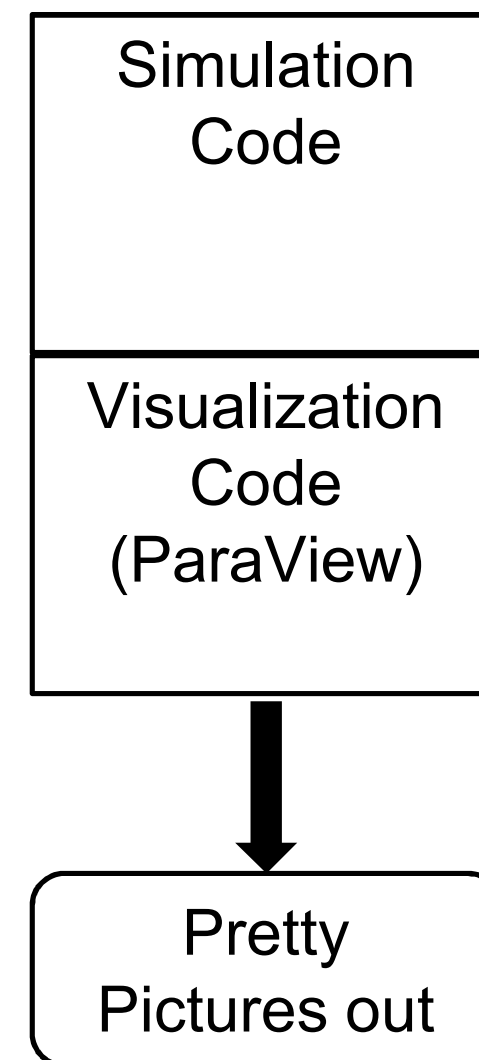 Simulation
Code
Visualization
Code
(ParaView)
Pretty
Pictures out